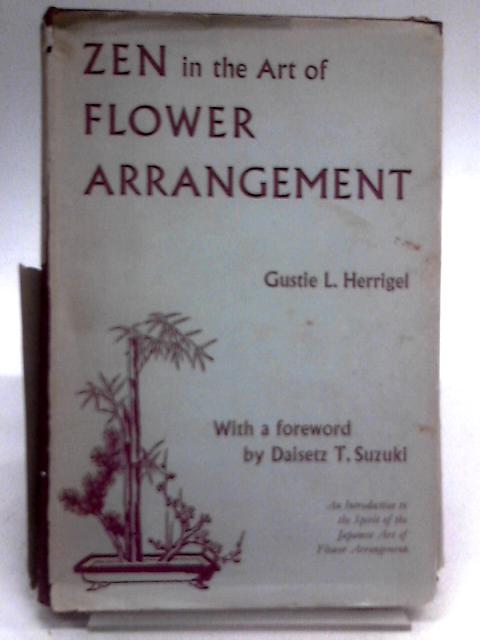 ZEN in the Art of
FLOWER
ARRANGEMENT
Gustie L. Herrigel
With a foreword
by Daisetz T. Suzuki
An Introduction to
the Spirit of the
Japanese Art of
Flower Arrangement